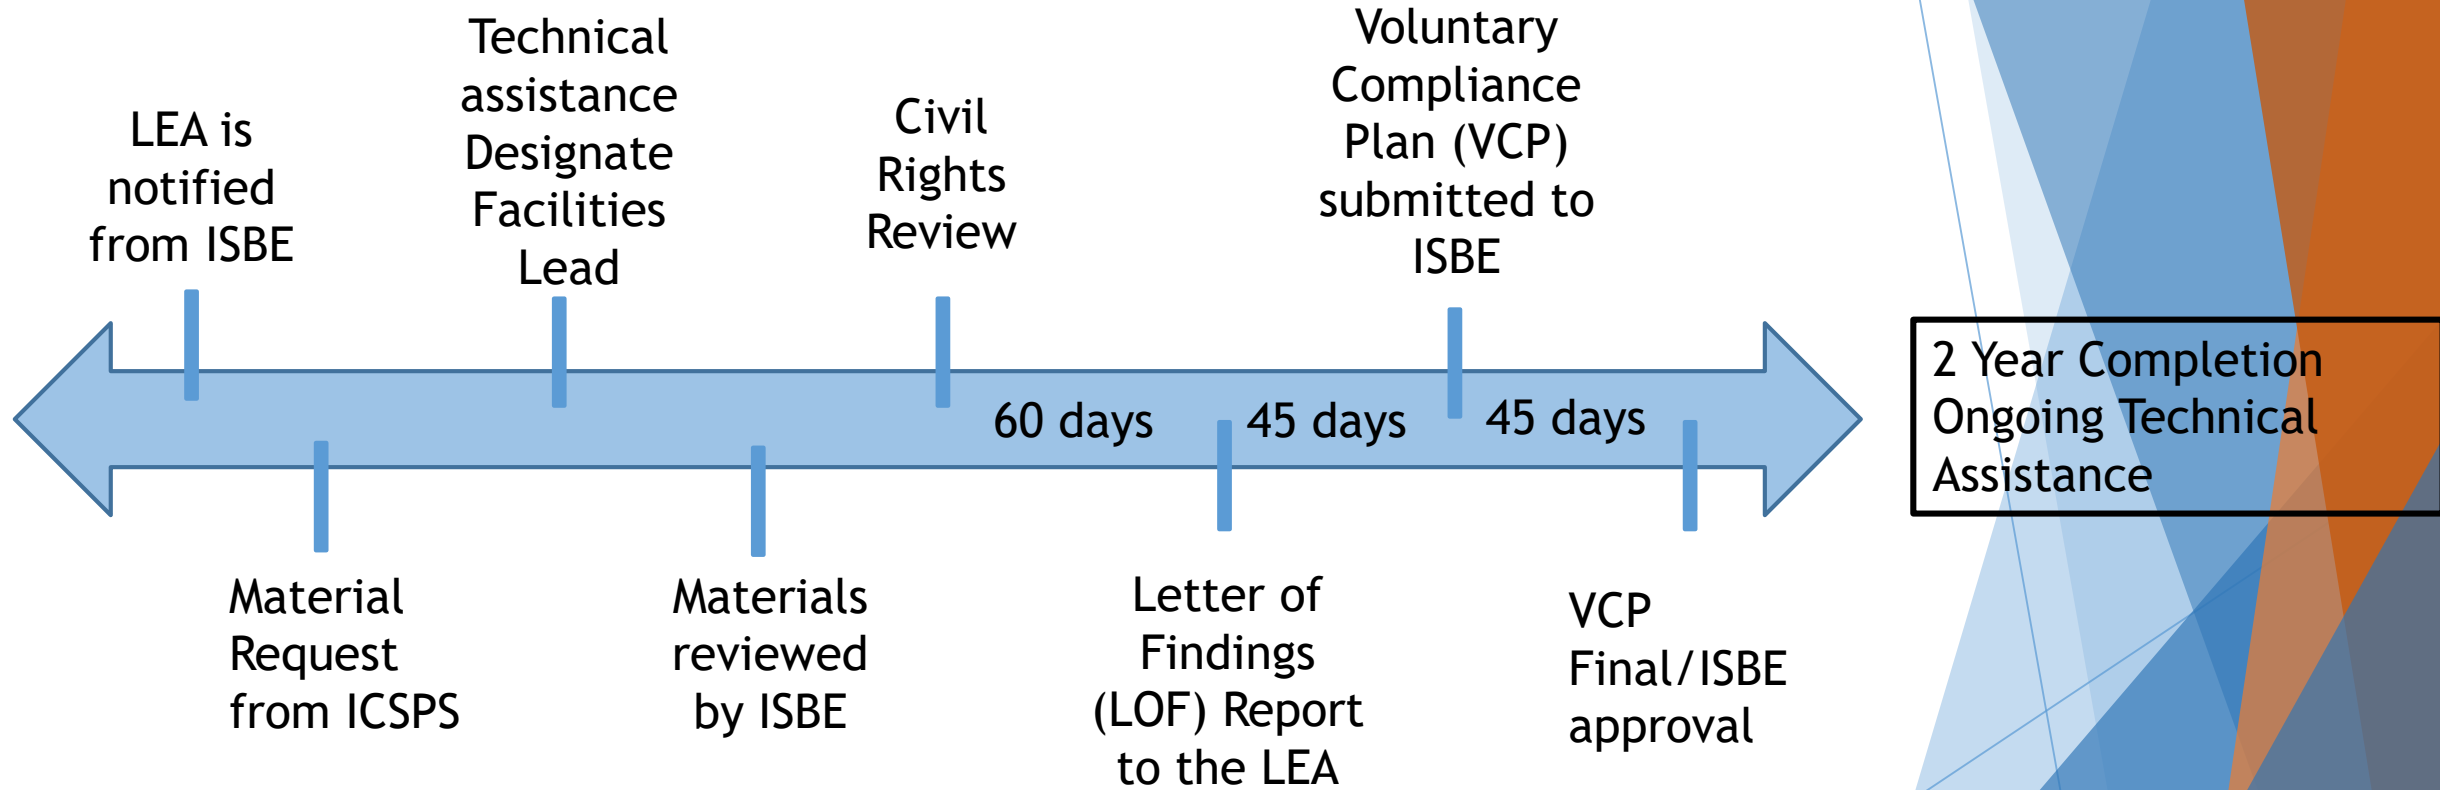 LEA is
notified
from ISBE
Technical
assistance
Designate
Facilities
Lead
Civil
Rights
Review
Voluntary
Compliance
Plan (VCP)
submitted to
ISBE
60 days
45 days
45 days
2 Year Completion
Ongoing Technical
Assistance
Material
Request
from ICSPS
Materials
reviewed
by ISBE
Letter of
Findings
(LOF) Report
to the LEA
VCP
Final/ISBE
approval